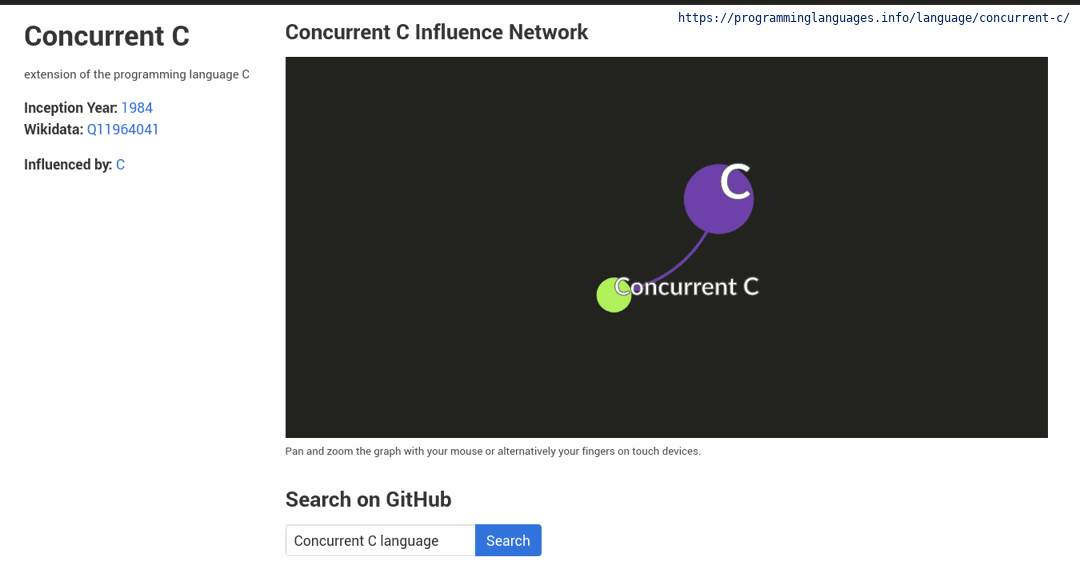 https://programminglanguages.info/language/concurrent-c/
Concurrent C
extension of the programming language C
Inception Year: 1984
Wikidata: Q11964041
Influenced by: C
Concurrent C Influence Network
C
Concurrent C
Pan and zoom the graph with your mouse or alternatively your fingers on touch devices.
Search on GitHub
Concurrent C language
Search